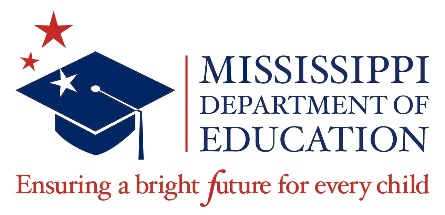 MISSISSIPPI
DEPARTMENT OF
EDUCATION
Ensuring a bright future for every child